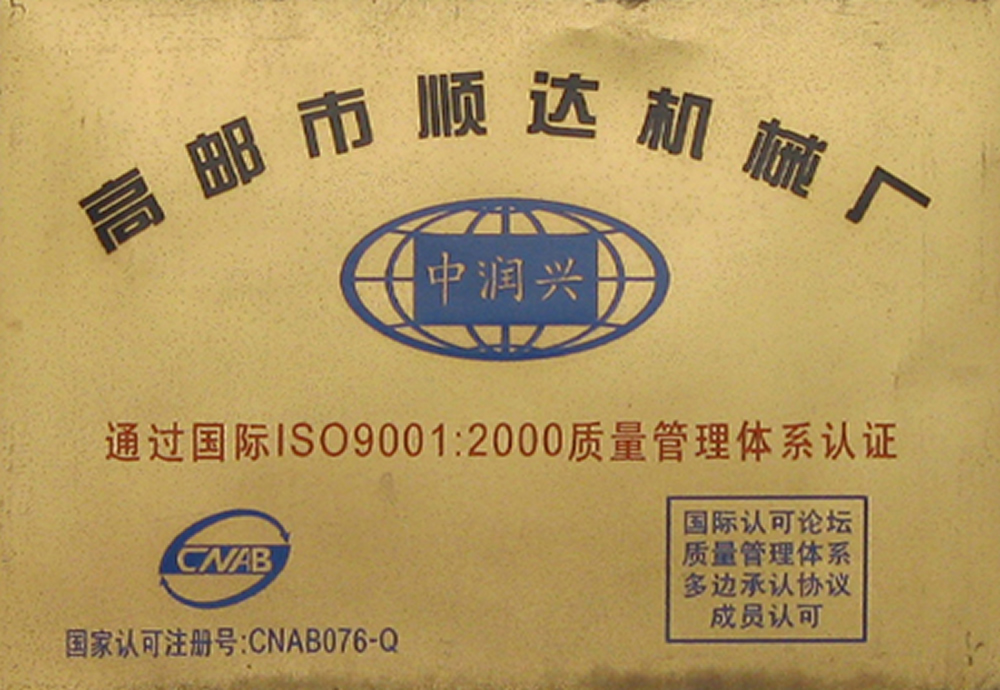 高邮市顺达机械厂
中润兴
通过国际ISO9001:2000质量管理体系认证
CNAB
国家认可注册号:CNAB076-Q
国际认可论坛
质量管理体系
多边承认协议
成员认可